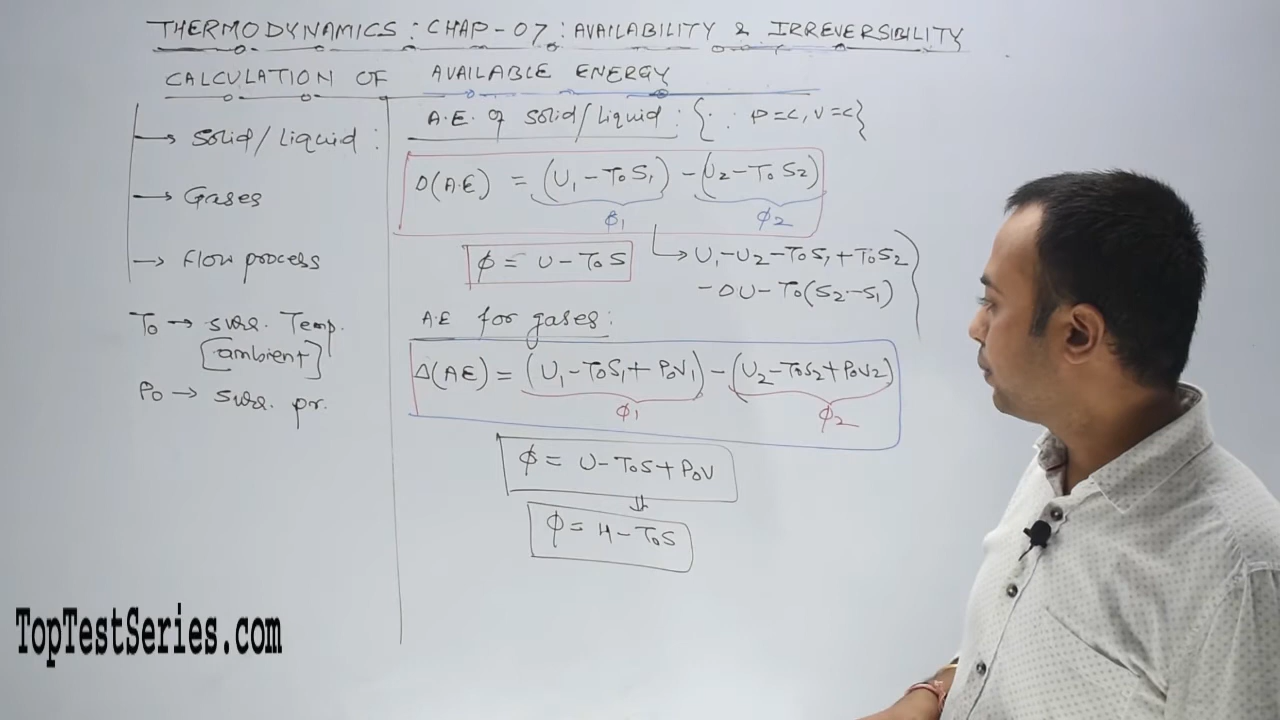 THERMODYNAMICS : CHAP-07 : AVAILABILITY & IRREVERSIBILITY
CALCULATION OF AVAILABLE ENERGY
→ Solid/Liquid :
→ Gases
→ Flow process
T₀ → surr. Temp.
[ambient]
P₀ → surr. pr.
A.E. of solid/liquid : {∵ P=C, V=C}
D(A.E) = (U₁-T₀S₁) - (U₂-T₀S₂)
ϕ₁ ϕ₂
ϕ = U-T₀S
→ U₁-U₂-T₀S₁+T₀S₂
-DU-T₀(S₂-S₁)
A.E for gases :
Δ(AE) = (U₁-T₀S₁+P₀V₁) - (U₂-T₀S₂+P₀V₂)
ϕ₁ ϕ₂
ϕ = U-T₀S+P₀V
⇓
ϕ = H-T₀S
TopTestSeries.com